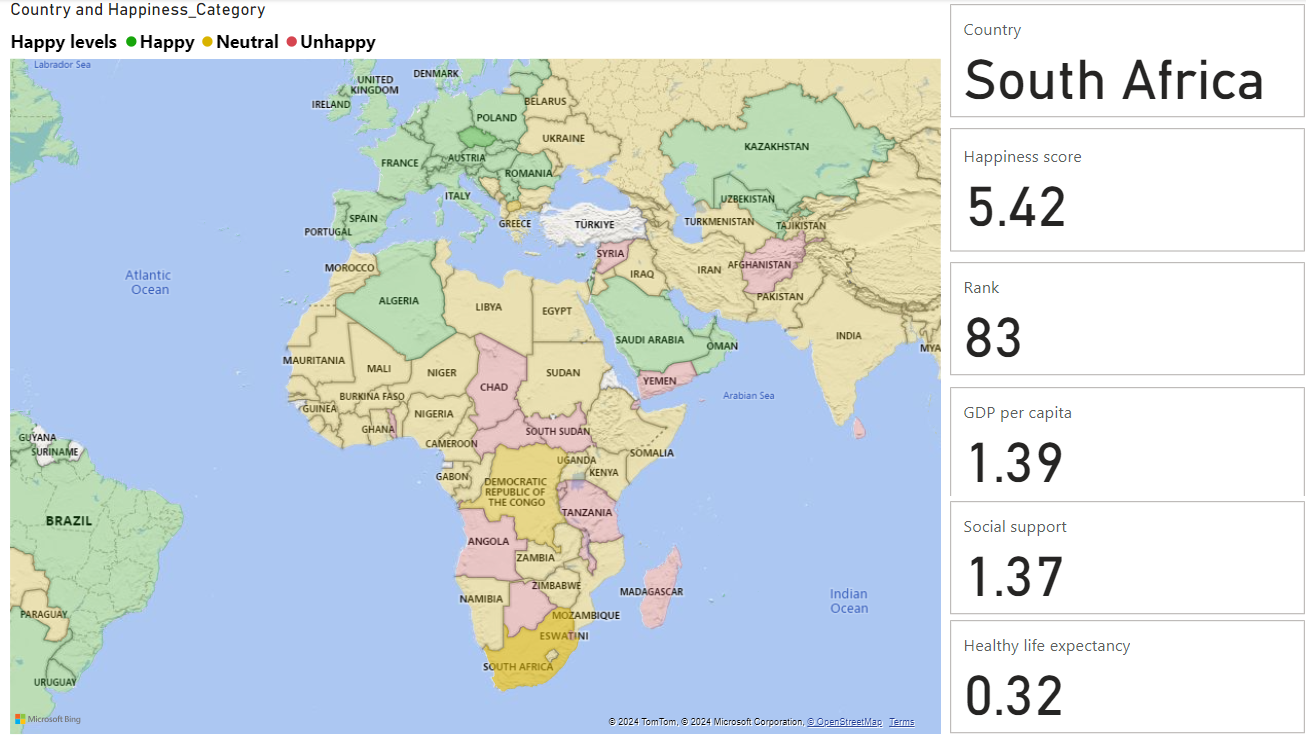 Country and Happiness_Category
Happy levels Happy Neutral Unhappy
Labrador Sea
UNITED
KINGDOM
DENMARK
IRELAND
BELARUS
POLAND
UKRAINE
KAZAKHSTAN
FRANCE
AUSTRIA
ROMANIA
ITALY
UZBEKISTAN
SPAIN
PORTUGAL
GREECE
TÜRKIYE
TURKMENISTAN
TAJIKISTAN
SYRIA
MOROCCO
IRAQ
IRAN
AFGHANISTAN
Atlantic
Ocean
ALGERIA
LIBYA
EGYPT
PAKISTAN
SAUDI ARABIA
OMAN
INDIA
MYA
MAURITANIA
MALI
NIGER
CHAD
SUDAN
YEMEN
Arabian Sea
BURKINA FASO
GUINEA
GHANA
NIGERIA
SOUTH SUDAN
CAMEROON
SOMALIA
GUYANA
SURINAME
GABON
UGANDA
KENYA
DEMOCRATIC
REPUBLIC OF
THE CONGO
BRAZIL
TANZANIA
ANGOLA
ZAMBIA
ZIMBABWE
MADAGASCAR
Indian
Ocean
NAMIBIA
PARAGUAY
MOZAMBIQUE
ESWATINI
SOUTH AFRICA
URUGUAY
Microsoft Bing
© 2024 TomTom, © 2024 Microsoft Corporation, © OpenStreetMap Terms
Country
South Africa
Happiness score
5.42
Rank
83
GDP per capita
1.39
Social support
1.37
Healthy life expectancy
0.32